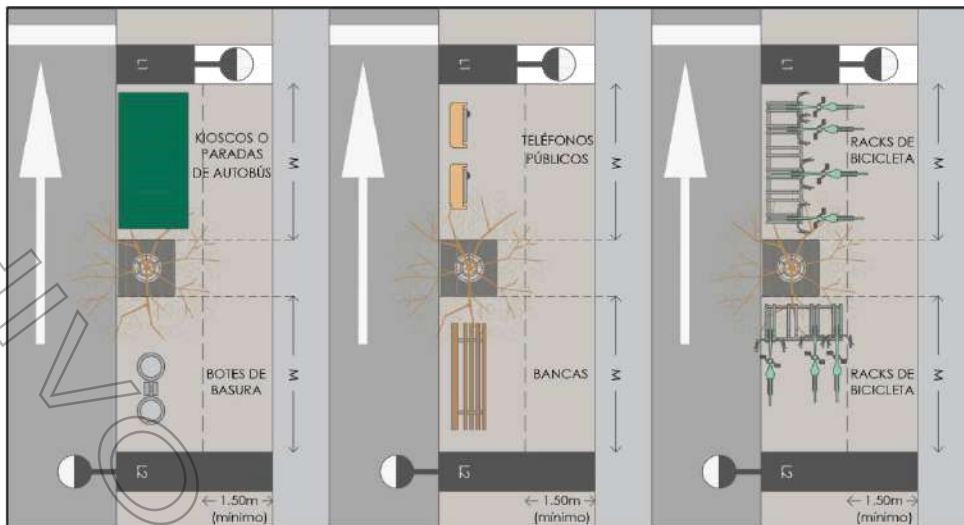 KIOSCOS O
PARADAS
DE AUTOBÚS
M
BOTES DE
BASURA
M
1.50m
(mínimo)
TELÉFONOS
PÚBLICOS
M
BANCAS
M
1.50m
(mínimo)
RACKS DE
BICICLETA
M
RACKS DE
BICICLETA
M
1.50m
(mínimo)